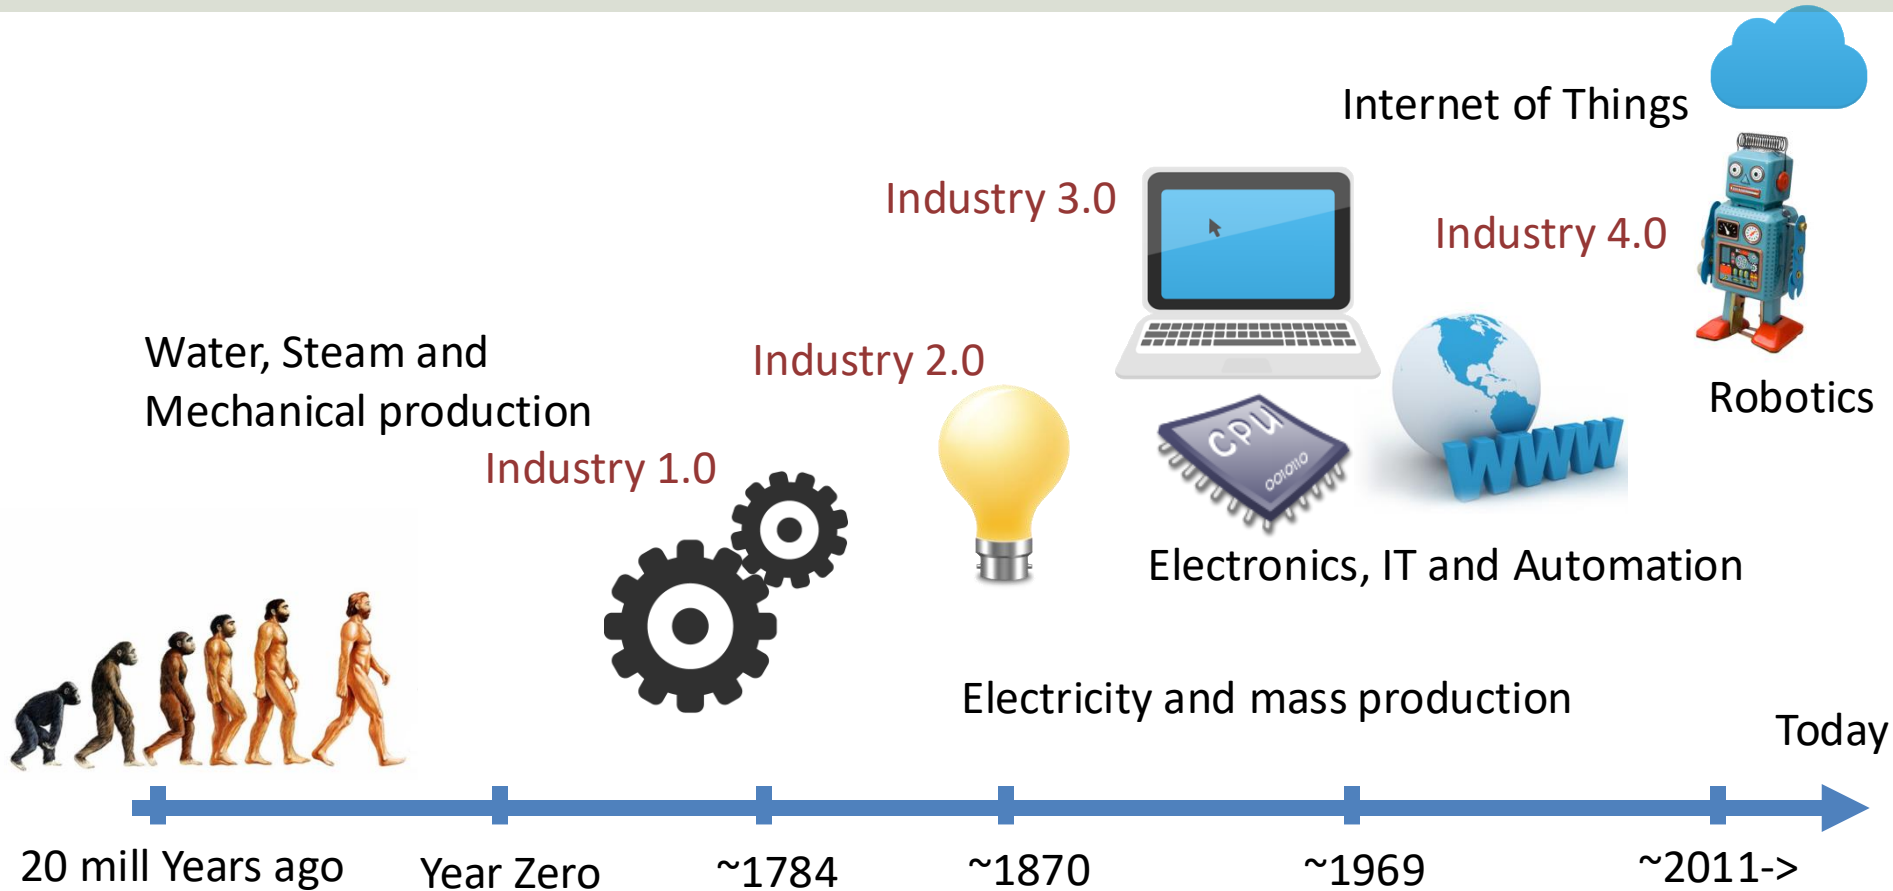 Internet of Things
Industry 3.0
Industry 4.0
Water, Steam and
Mechanical production
Industry 2.0
Robotics
Industry 1.0
CPU
0010110
WWW
Electronics, IT and Automation
Electricity and mass production
Today
20 mill Years ago
Year Zero
~1784
~1870
~1969
~2011->